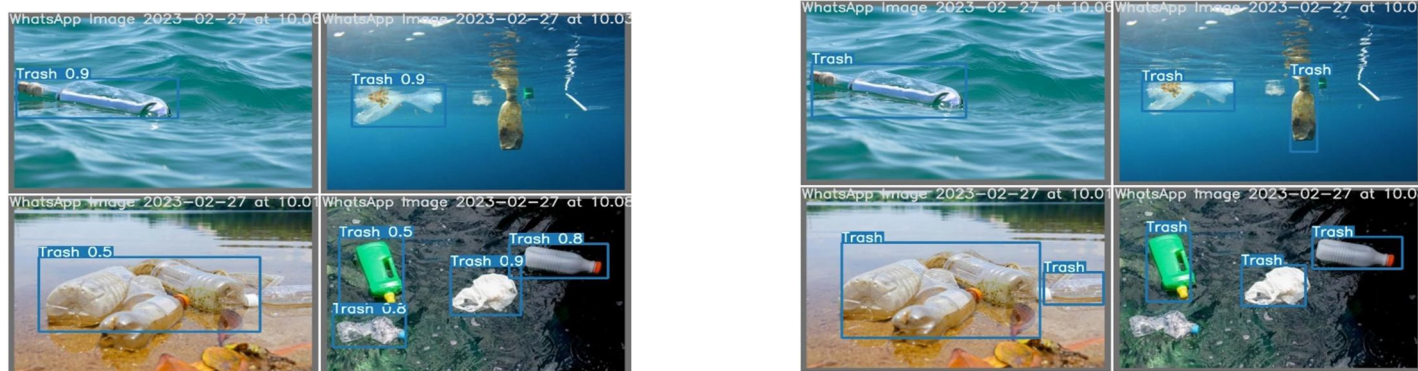 WhatsApp Image 2023-02-27 at 10.06
WhatsApp Image 2023-02-27 at 10.03
Trash 0.9
Trash 0.9
WhatsApp Image 2023-02-27 at 10.01
WhatsApp Image 2023-02-27 at 10.08
Trash 0.5
Trash 0.5
Trash 0.8
Trash 0.9
Trash 0.8
WhatsApp Image 2023-02-27 at 10.06
WhatsApp Image 2023-02-27 at 10.0
Trash
Trash
Trash
WhatsApp Image 2023-02-27 at 10.01
WhatsApp Image 2023-02-27 at 10.0
Trash
Trash
Trash
Trash
Trash